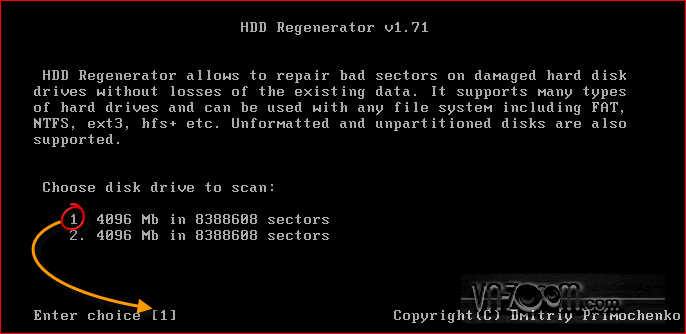 HDD Regenerator v1.71
HDD Regenerator allows to repair bad sectors on damaged hard disk
drives without losses of the existing data. It supports many types
of hard drives and can be used with any file system including FAT,
NTFS, ext3, hfs+ etc. Unformatted and unpartitioned disks are also
supported.
Choose disk drive to scan:
1. 4096 Mb in 8388608 sectors
2. 4096 Mb in 8388608 sectors
VN-ZOOM.com
Enter choice [1]
Copyright(C) Dmitriy Primochenko